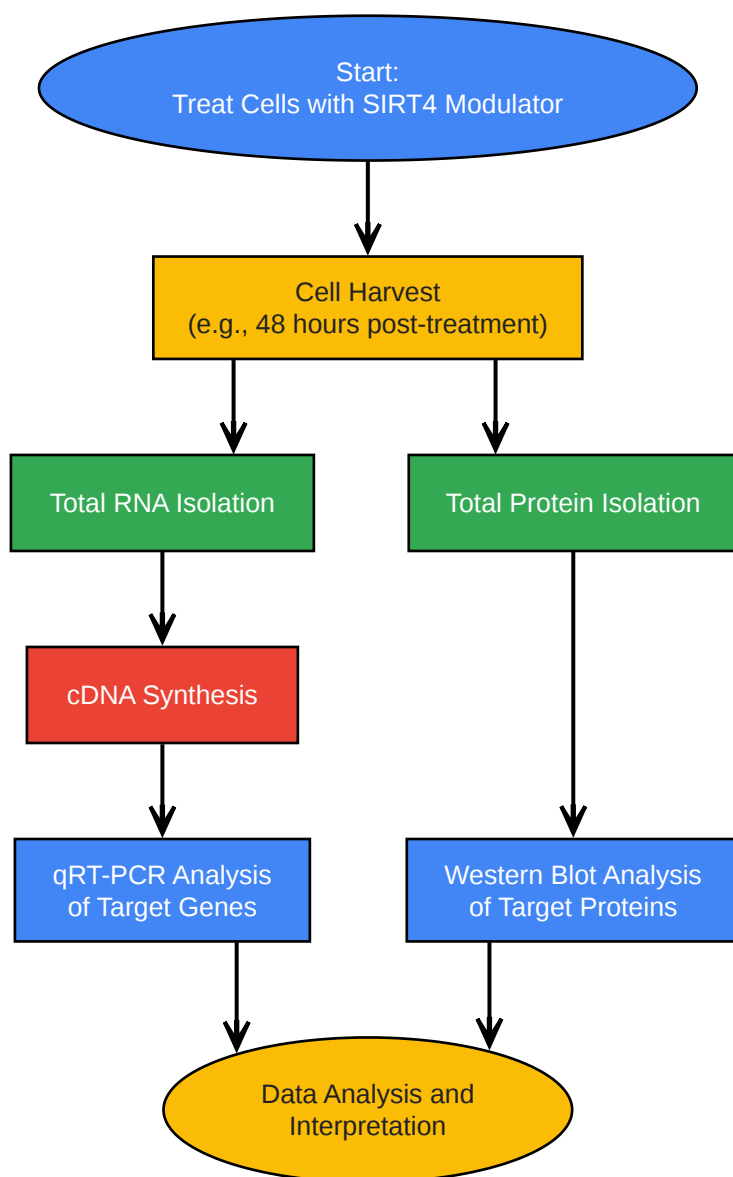 Start:
Treat Cells with SIRT4 Modulator
Cell Harvest
(e.g., 48 hours post-treatment)
Total RNA Isolation
Total Protein Isolation
cDNA Synthesis
qRT-PCR Analysis
of Target Genes
Western Blot Analysis
of Target Proteins
Data Analysis and
Interpretation